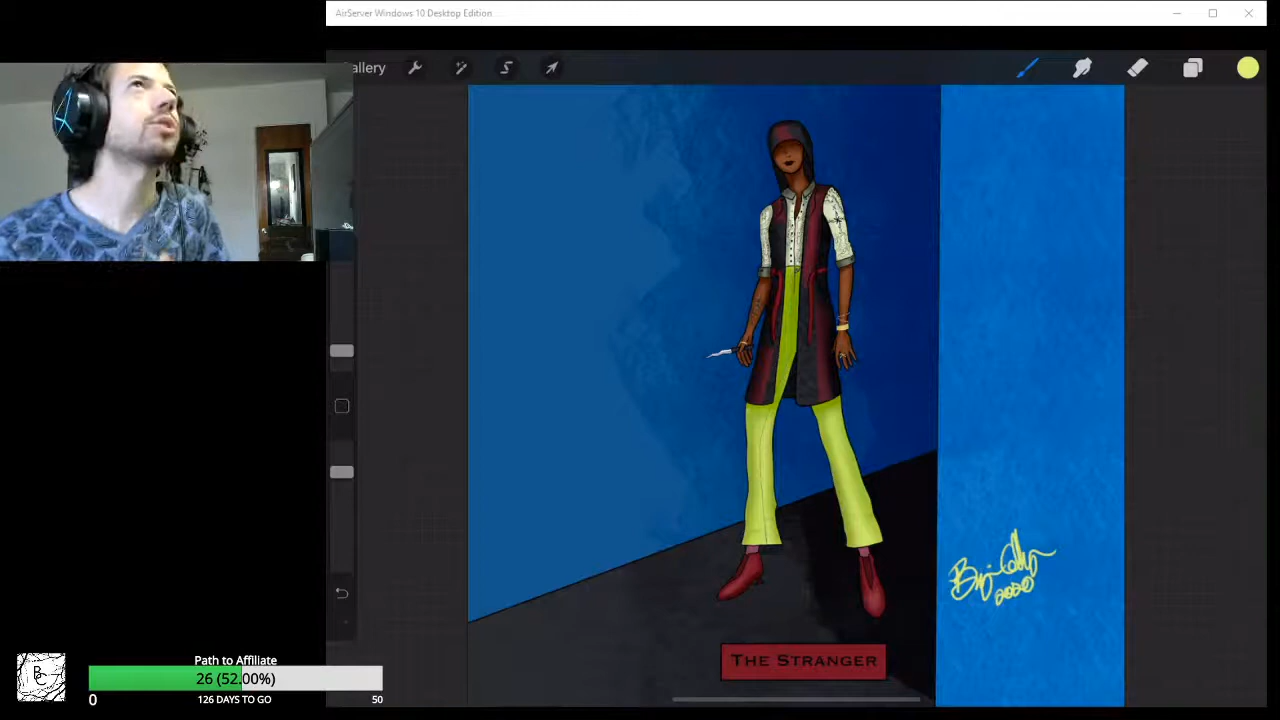 AirServer Windows 10 Desktop Edition
allery
THE STRANGER
2020
Path to Affiliate
26 (52.00%)
0
126 DAYS TO GO
50